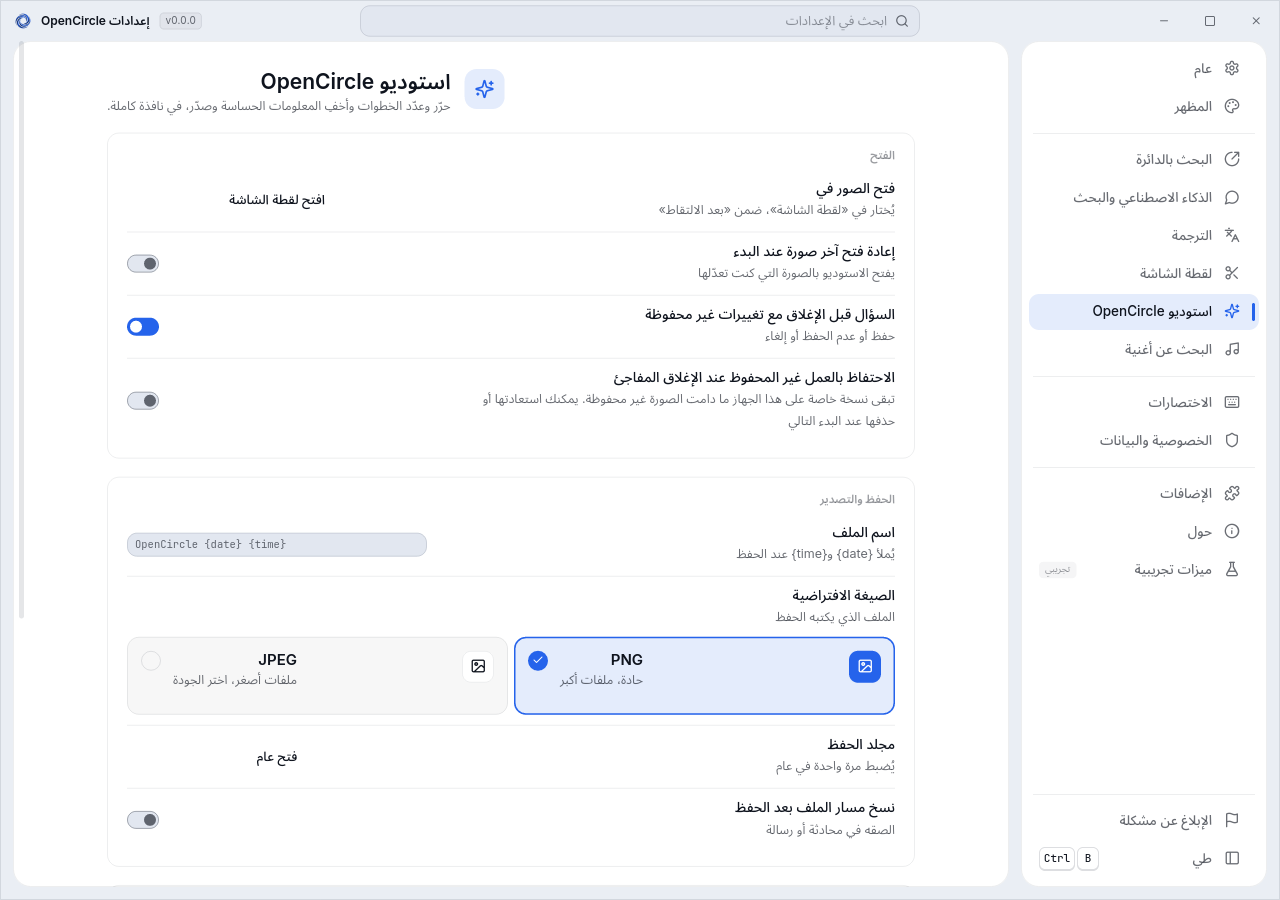 إعدادات OpenCircle
v0.0.0
ابحث في الإعدادات
عام
المظهر
البحث بالدائرة
الذكاء الاصطناعي والبحث
الترجمة
لقطة الشاشة
استوديو OpenCircle
البحث عن أغنية
الاختصارات
الخصوصية والبيانات
الإضافات
حول
ميزات تجريبية
تجريبي
الإبلاغ عن مشكلة
طي
Ctrl B
استوديو OpenCircle
حرّر وعدّد الخطوات وأخفِ المعلومات الحساسة وصدّر، في نافذة كاملة.
الفتح
فتح الصور في
يُختار في «لقطة الشاشة»، ضمن «بعد الالتقاط»
افتح لقطة الشاشة
إعادة فتح آخر صورة عند البدء
يفتح الاستوديو بالصورة التي كنت تعدّلها
السؤال قبل الإغلاق مع تغييرات غير محفوظة
حفظ أو عدم الحفظ أو إلغاء
الاحتفاظ بالعمل غير المحفوظ عند الإغلاق المفاجئ
تبقى نسخة خاصة على هذا الجهاز ما دامت الصورة غير محفوظة. يمكنك استعادتها أو
حذفها عند البدء التالي
الحفظ والتصدير
اسم الملف
يُملأ {date} و{time} عند الحفظ
OpenCircle {date} {time}
الصيغة الافتراضية
الملف الذي يكتبه الحفظ
PNG
حادة، ملفات أكبر
JPEG
ملفات أصغر، اختر الجودة
مجلد الحفظ
يُضبط مرة واحدة في عام
فتح عام
نسخ مسار الملف بعد الحفظ
الصقه في محادثة أو رسالة